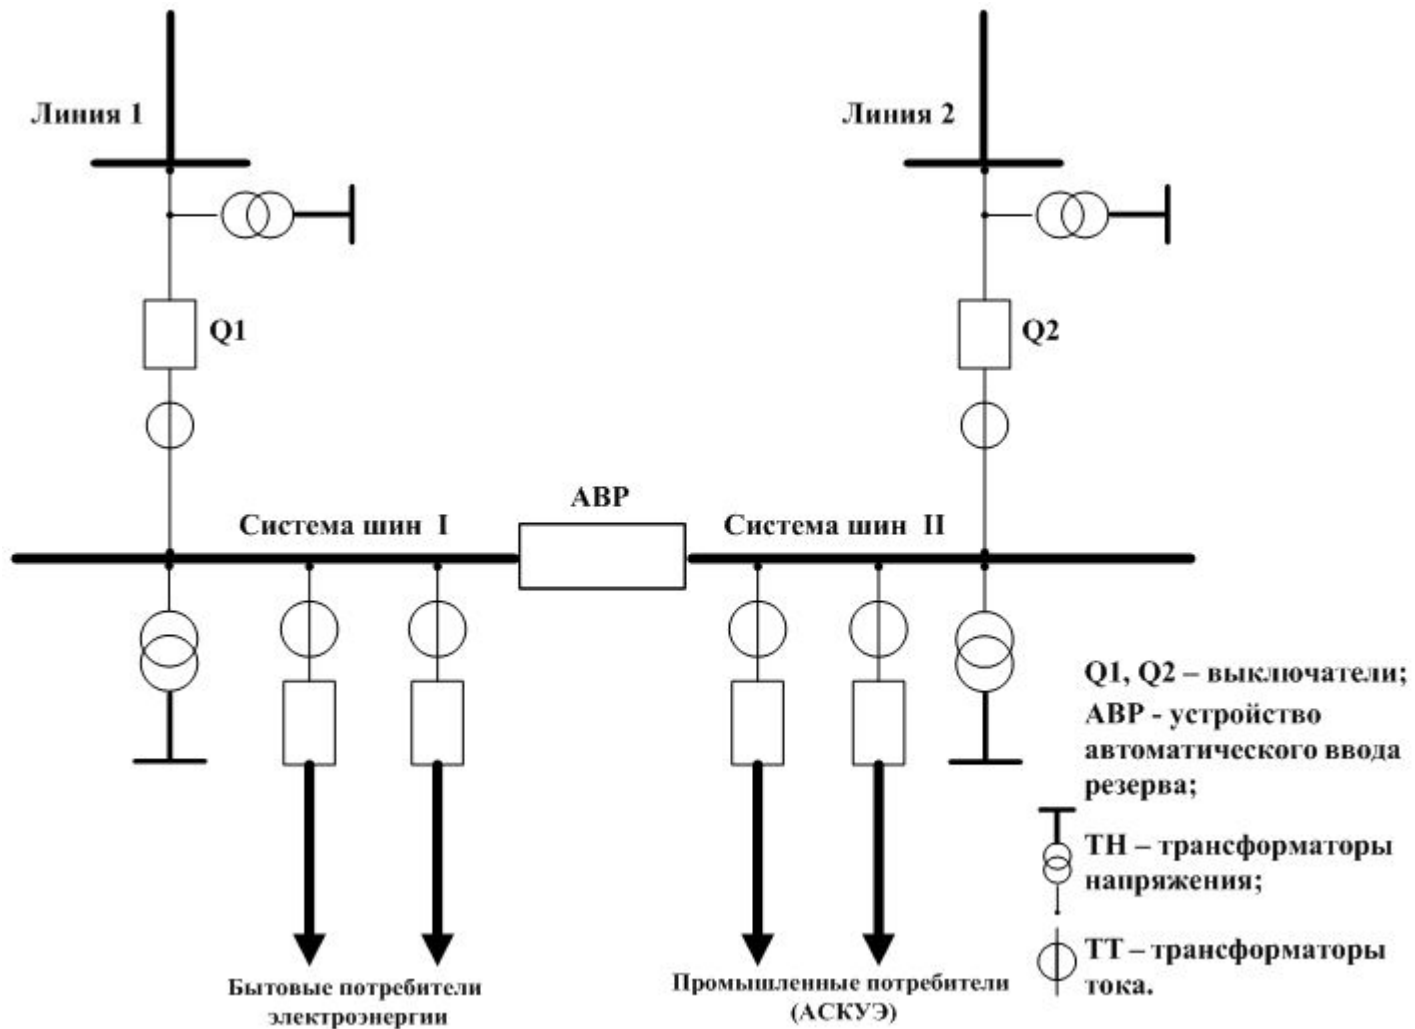 Линия 1
Линия 2
Q1
Q2
АВР
Система шин I
Система шин II
Q1, Q2 – выключатели;
АВР - устройство
автоматического ввода
резерва;
ТН – трансформаторы
напряжения;
ТТ – трансформаторы
тока.
Бытовые потребители
электроэнергии
Промышленные потребители
(АСКУЭ)